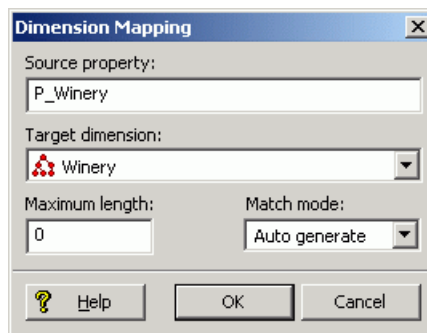 Dimension Mapping
Source property:
P_Winery
Target dimension:
Winery
Maximum length: Match mode:
0 Auto generate
? Help OK Cancel